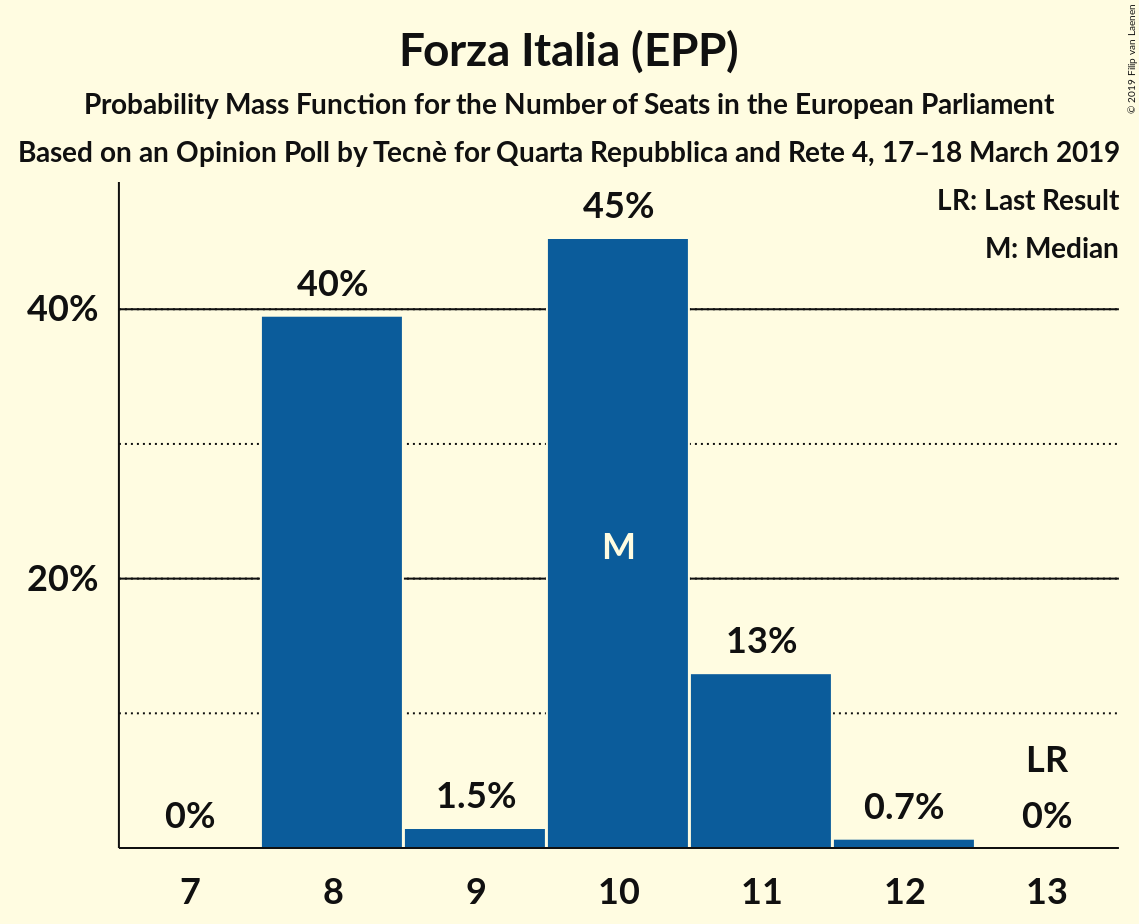 Forza Italia (EPP)
Probability Mass Function for the Number of Seats in the European Parliament
Based on an Opinion Poll by Tecnè for Quarta Repubblica and Rete 4, 17–18 March 2019
© 2019 Filip van Laenen
LR: Last Result
M: Median
45%
40%
40%
M
20%
13%
LR
1.5%
0.7%
0%
0%
7 8 9 10 11 12 13